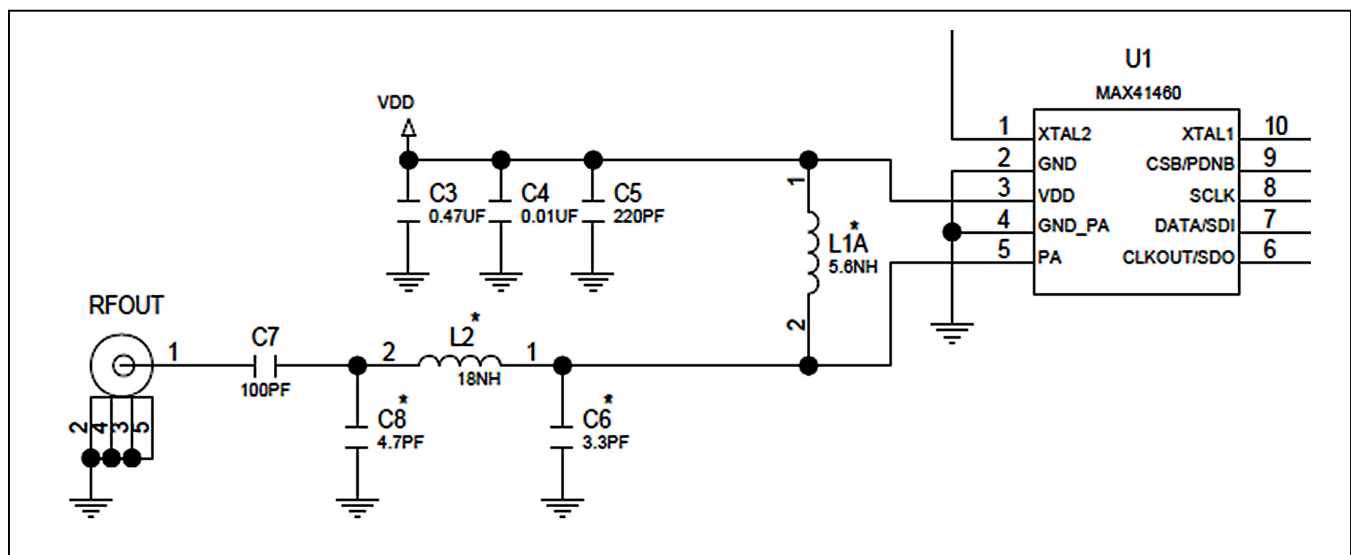 U1
MAX41460
VDD
1
XTAL2
XTAL1
10
2
GND
CSB/PDNB
9
3
VDD
SCLK
8
4
GND_PA
DATA/SDI
7
5
PA
CLKOUT/SDO
6
C3
0.47UF
C4
0.01UF
C5
220PF
1
L1A*
5.6NH
2
RFOUT
1
C7
100PF
2
L2*
1
18NH
C8*
4.7PF
C6*
3.3PF
2
4
3
5